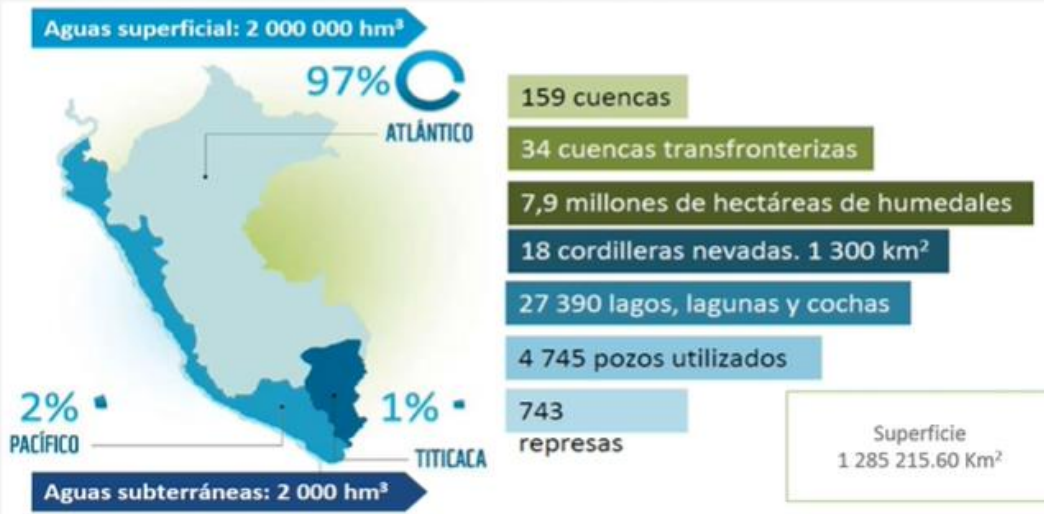 Aguas superficial: 2 000 000 hm³
97%
ATLÁNTICO
2%
PACÍFICO
1%
TITICACA
Aguas subterráneas: 2 000 hm³
159 cuencas
34 cuencas transfronterizas
7,9 millones de hectáreas de humedales
18 cordilleras nevadas. 1 300 km²
27 390 lagos, lagunas y cochas
4 745 pozos utilizados
743
represas
Superficie
1 285 215.60 Km²